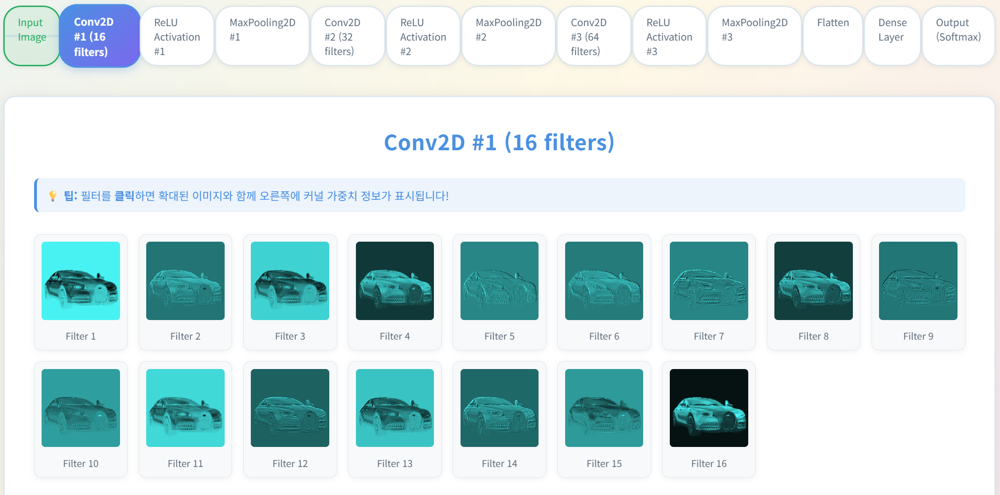 Input
Image
Conv2D
#1 (16
filters)
ReLU
Activation
#1
MaxPooling2D
#1
Conv2D
#2 (32
filters)
ReLU
Activation
#2
MaxPooling2D
#2
Conv2D
#3 (64
filters)
ReLU
Activation
#3
MaxPooling2D
#3
Flatten
Dense
Layer
Output
(Softmax)
Conv2D #1 (16 filters)
💡 팁: 필터를 클릭하면 확대된 이미지와 함께 오른쪽에 커널 가중치 정보가 표시됩니다!
Filter 1
Filter 2
Filter 3
Filter 4
Filter 5
Filter 6
Filter 7
Filter 8
Filter 9
Filter 10
Filter 11
Filter 12
Filter 13
Filter 14
Filter 15
Filter 16